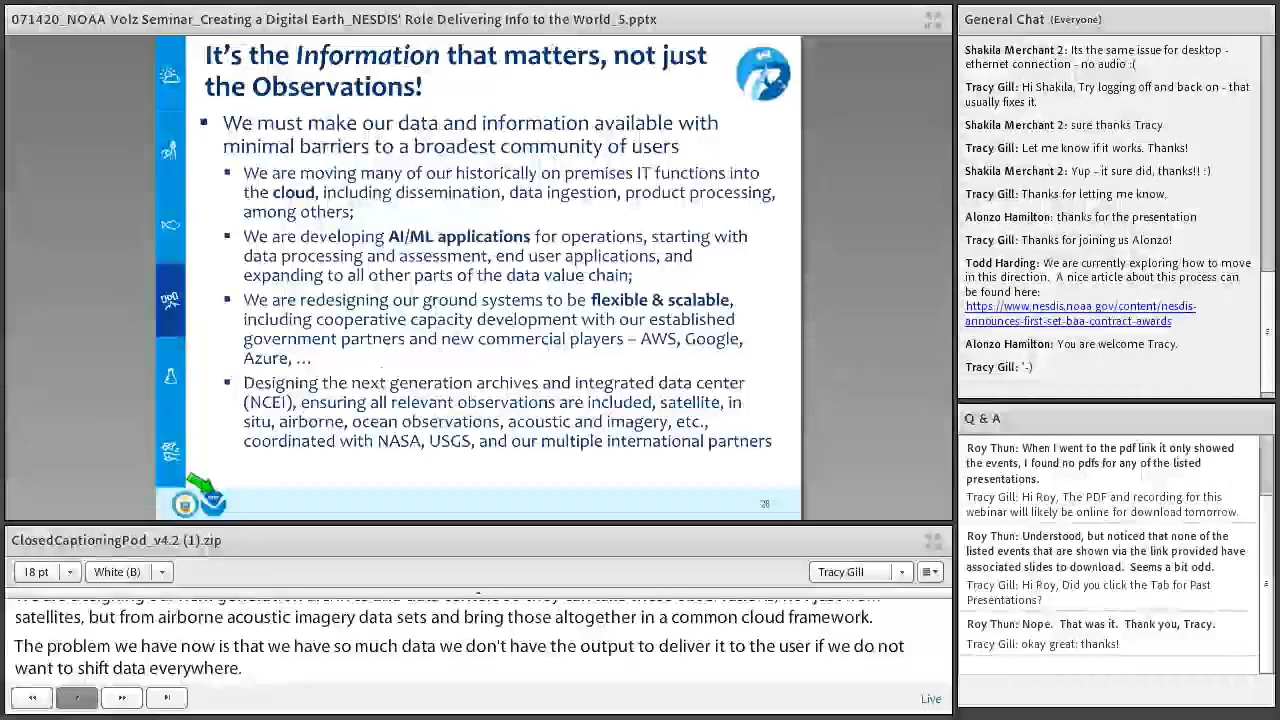 071420_NOAA Volz Seminar_Creating a Digital Earth_NESDIS' Role Delivering Info to the World_5.pptx
It's the Information that matters, not just
the Observations!
We must make our data and information available with
minimal barriers to a broadest community of users
We are moving many of our historically on premises IT functions into
the cloud, including dissemination, data ingestion, product processing,
among others;
We are developing AI/ML applications for operations, starting with
data processing and assessment, end user applications, and
expanding to all other parts of the data value chain;
We are redesigning our ground systems to be flexible & scalable,
including cooperative capacity development with our established
government partners and new commercial players – AWS, Google,
Azure, …
Designing the next generation archives and integrated data center
(NCEI), ensuring all relevant observations are included, satellite, in
situ, airborne, ocean observations, acoustic and imagery, etc.,
coordinated with NASA, USGS, and our multiple international partners
ClosedCaptioningPod_v4.2 (1).zip
18 pt
White (B)
Tracy Gill
satellites, but from airborne acoustic imagery data sets and bring those altogether in a common cloud framework.
The problem we have now is that we have so much data we don't have the output to deliver it to the user if we do not
want to shift data everywhere.
Live
General Chat (Everyone)
Shakila Merchant 2: Its the same issue for desktop -
ethernet connection - no audio :(
Tracy Gill: Hi Shakila, Try logging off and back on - that
usually fixes it.
Shakila Merchant 2: sure thanks Tracy
Tracy Gill: Let me know if it works. Thanks!
Shakila Merchant 2: Yup - it sure did, thanks!! :)
Tracy Gill: Thanks for letting me know.
Alonzo Hamilton: thanks for the presentation
Tracy Gill: Thanks for joining us Alonzo!
Todd Harding: We are currently exploring how to move
in this direction. A nice article about this process can
be found here:
https://www.nesdis.noaa.gov/content/nesdis-
announces-first-set-baa-contract-awards
Alonzo Hamilton: You are welcome Tracy.
Tracy Gill: '-)
Q & A
Roy Thun: When I went to the pdf link it only showed
the events, I found no pdfs for any of the listed
presentations.
Tracy Gill: Hi Roy, The PDF and recording for this
webinar will likely be online for download tomorrow.
Roy Thun: Understood, but noticed that none of the
listed events that are shown via the link provided have
associated slides to download. Seems a bit odd.
Tracy Gill: Hi Roy, Did you click the Tab for Past
Presentations?
Roy Thun: Nope. That was it. Thank you, Tracy.
Tracy Gill: okay great: thanks!